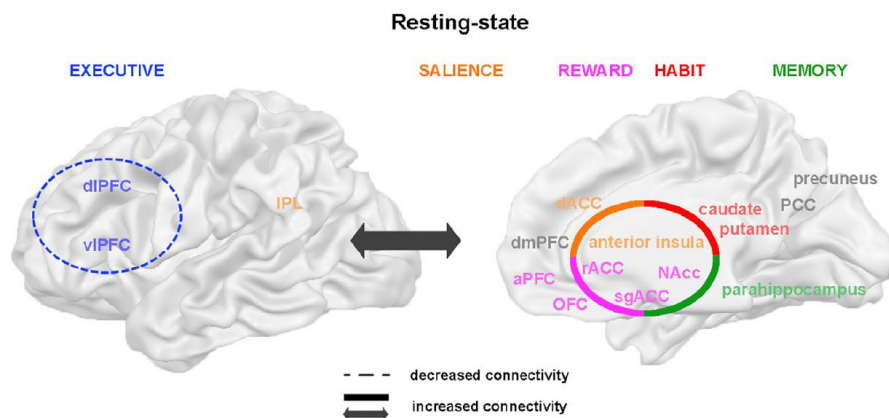 Resting-state
EXECUTIVE SALIENCE REWARD HABIT MEMORY
dlPFC
vlPFC
IPL
dACC
dmPFC
anterior insula
caudate
putamen
precuneus
PCC
aPFC
rACC
NAcc
OFC
sgACC
parahippocampus
decreased connectivity
increased connectivity